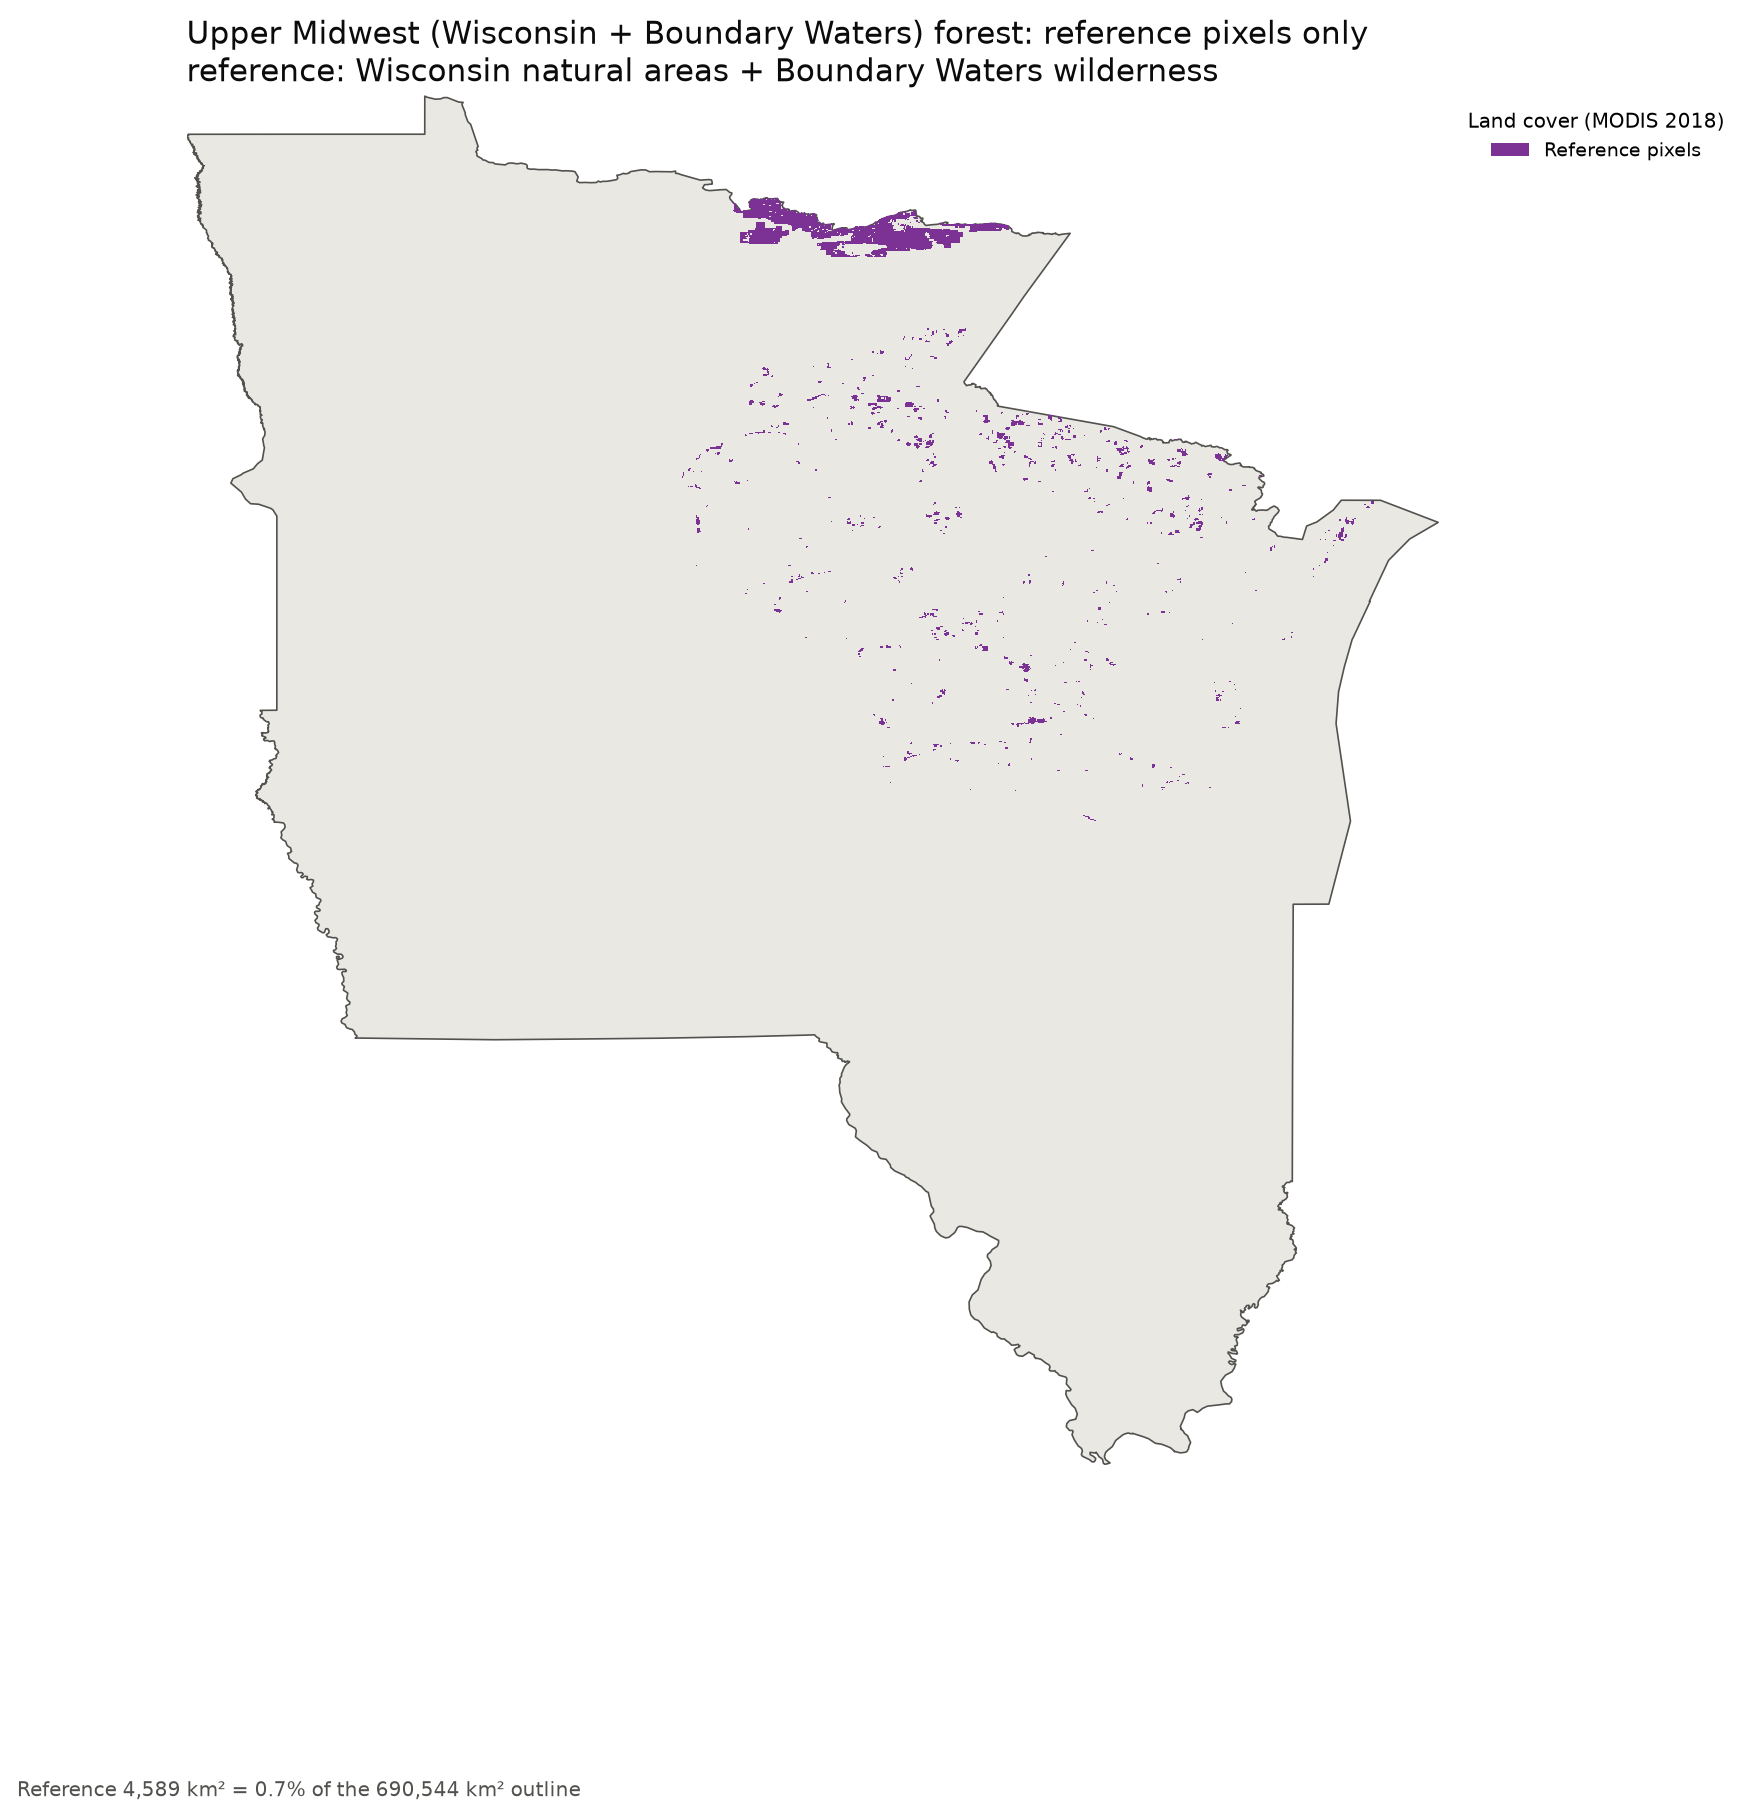 Upper Midwest (Wisconsin + Boundary Waters) forest: reference pixels only
reference: Wisconsin natural areas + Boundary Waters wilderness
Land cover (MODIS 2018)
Reference pixels
Reference 4,589 km² = 0.7% of the 690,544 km² outline